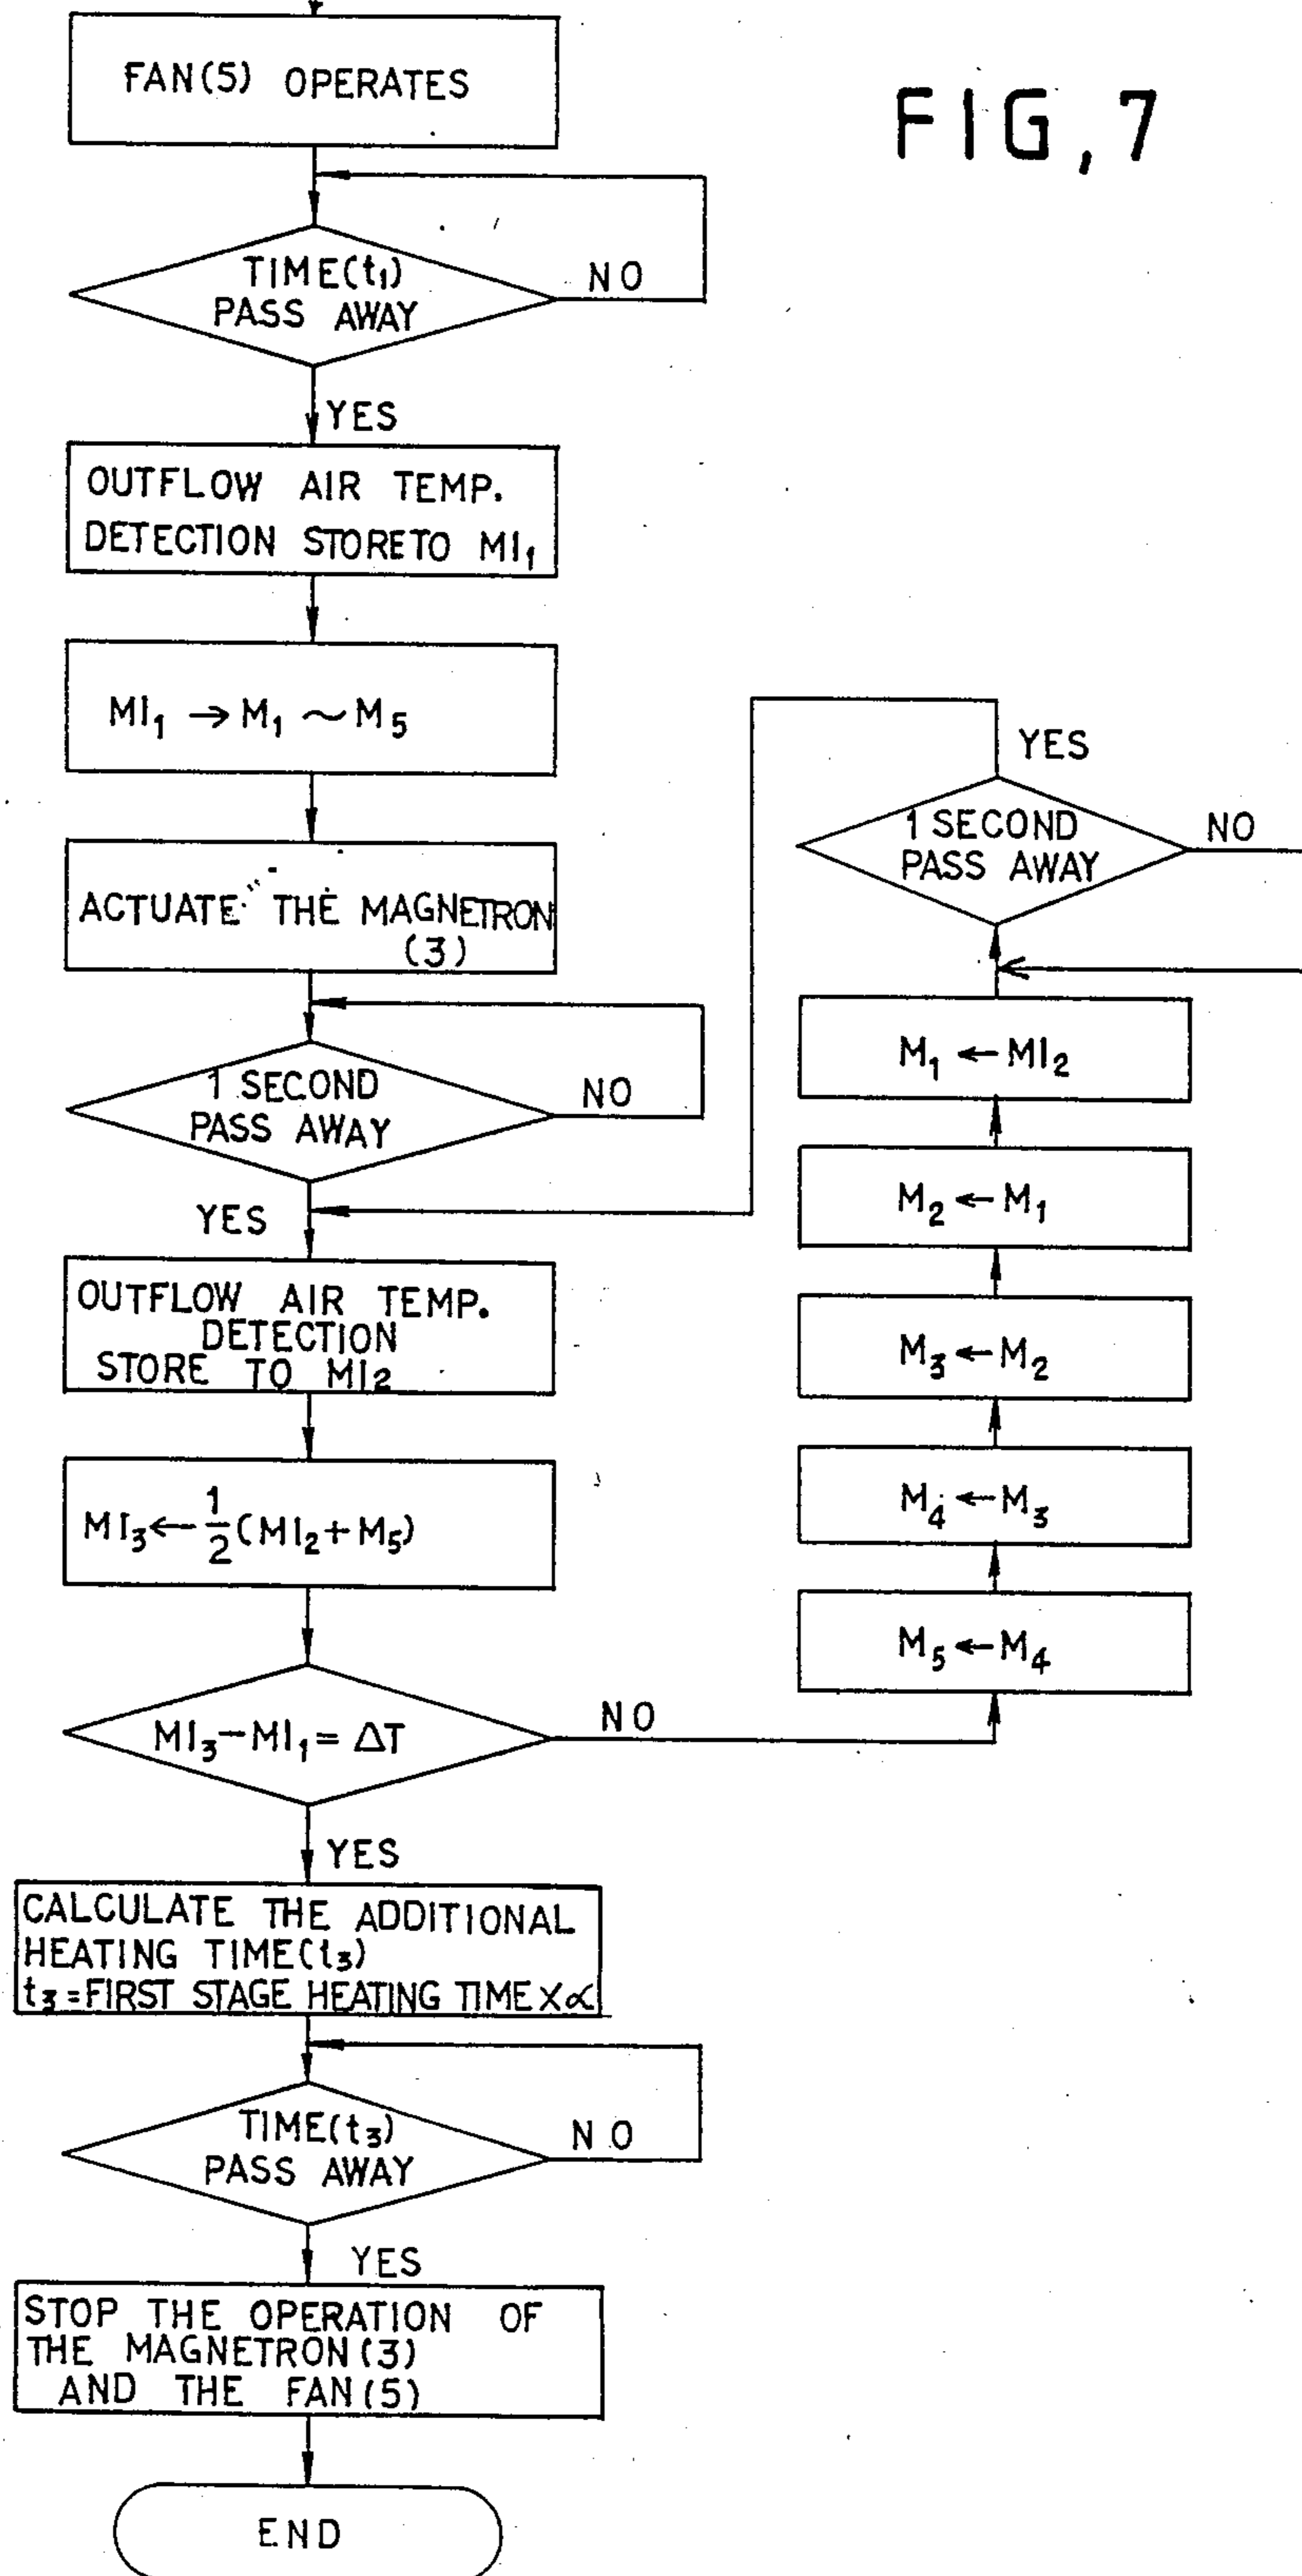 FIG,7
FAN(5) OPERATES
TIME(t₁)
PASS AWAY
NO
YES
OUTFLOW AIR TEMP.
DETECTION STORE TO MI₁
MI₁ → M₁ ~ M₅
ACTUATE THE MAGNETRON
(3)
1 SECOND
PASS AWAY
NO
YES
OUTFLOW AIR TEMP.
DETECTION
STORE TO MI₂
MI₃ ← 1/2 (MI₂ + M₅)
MI₃ − MI₁ = ΔT
NO
YES
M₅ ← M₄
M₄ ← M₃
M₃ ← M₂
M₂ ← M₁
M₁ ← MI₂
1 SECOND
PASS AWAY
NO
YES
CALCULATE THE ADDITIONAL
HEATING TIME(t₃)
t₃ = FIRST STAGE HEATING TIME × α
TIME(t₃)
PASS AWAY
NO
YES
STOP THE OPERATION OF
THE MAGNETRON(3)
AND THE FAN(5)
END